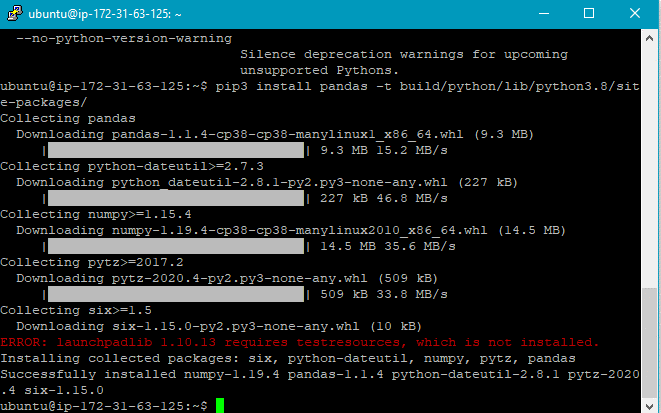 ubuntu@ip-172-31-63-125: ~
--no-python-version-warning
Silence deprecation warnings for upcoming
unsupported Pythons.
ubuntu@ip-172-31-63-125:~$ pip3 install pandas -t build/python/lib/python3.8/sit
e-packages/
Collecting pandas
Downloading pandas-1.1.4-cp38-cp38-manylinux1_x86_64.whl (9.3 MB)
|████████████████████████████████| 9.3 MB 15.2 MB/s
Collecting python-dateutil>=2.7.3
Downloading python_dateutil-2.8.1-py2.py3-none-any.whl (227 kB)
|████████████████████████████████| 227 kB 46.8 MB/s
Collecting numpy>=1.15.4
Downloading numpy-1.19.4-cp38-cp38-manylinux2010_x86_64.whl (14.5 MB)
|████████████████████████████████| 14.5 MB 35.6 MB/s
Collecting pytz>=2017.2
Downloading pytz-2020.4-py2.py3-none-any.whl (509 kB)
|████████████████████████████████| 509 kB 33.8 MB/s
Collecting six>=1.5
Downloading six-1.15.0-py2.py3-none-any.whl (10 kB)
ERROR: launchpadlib 1.10.13 requires testresources, which is not installed.
Installing collected packages: six, python-dateutil, numpy, pytz, pandas
Successfully installed numpy-1.19.4 pandas-1.1.4 python-dateutil-2.8.1 pytz-2020
.4 six-1.15.0
ubuntu@ip-172-31-63-125:~$